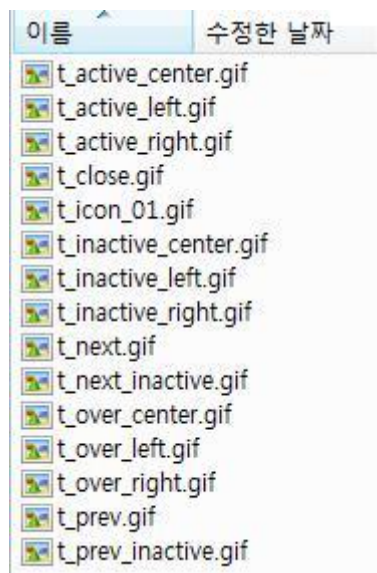 이름 수정한 날짜
t_active_center.gif
t_active_left.gif
t_active_right.gif
t_close.gif
t_icon_01.gif
t_inactive_center.gif
t_inactive_left.gif
t_inactive_right.gif
t_next.gif
t_next_inactive.gif
t_over_center.gif
t_over_left.gif
t_over_right.gif
t_prev.gif
t_prev_inactive.gif